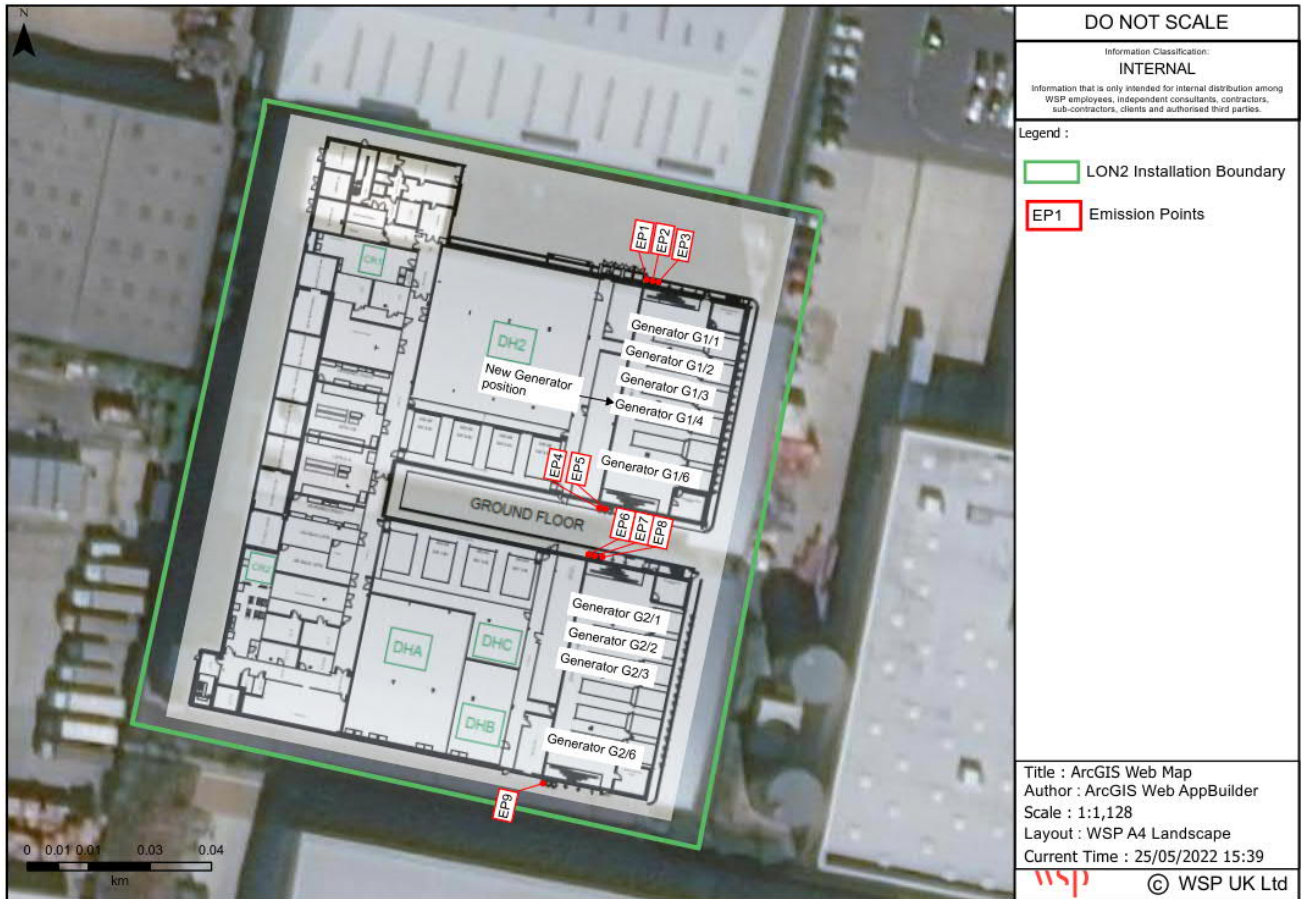 N
EP1
EP2
EP3
CR1
DH2
Generator G1/1
Generator G1/2
New Generator
position
Generator G1/3
Generator G1/4
EP4
EP5
Generator G1/6
GROUND FLOOR
EP6
EP7
EP8
CR2
Generator G2/1
DHA
DHC
Generator G2/2
Generator G2/3
DHB
Generator G2/6
EP9
0 0.01 0.01 0.03 0.04
km
DO NOT SCALE
Information Classification:
INTERNAL
Information that is only intended for internal distribution among
WSP employees, independent consultants, contractors,
sub-contractors, clients and authorised third parties.
Legend :
LON2 Installation Boundary
EP1 Emission Points
Title : ArcGIS Web Map
Author : ArcGIS Web AppBuilder
Scale : 1:1,128
Layout : WSP A4 Landscape
Current Time : 25/05/2022 15:39
wsp © WSP UK Ltd